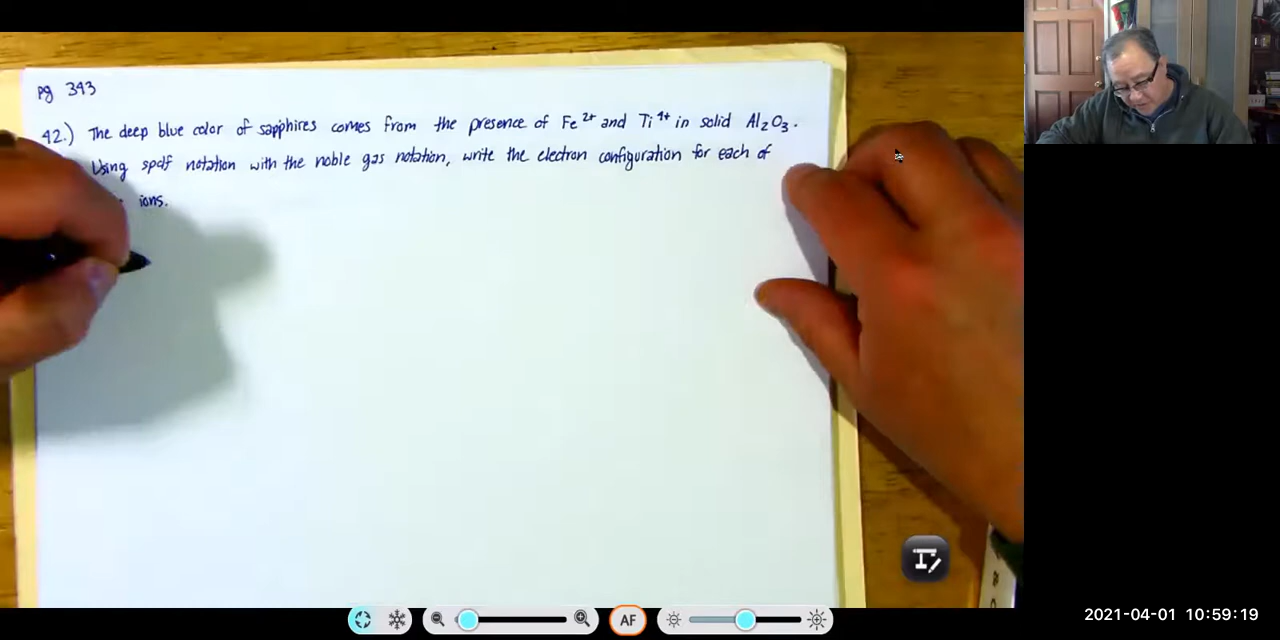 pg 343
42.) The deep blue color of sapphires comes from the presence of Fe 2+ and Ti 4+ in solid Al2O3.
Using spdf notation with the noble gas notation, write the electron configuration for each of
ions.
AF
2021-04-01 10:59:19